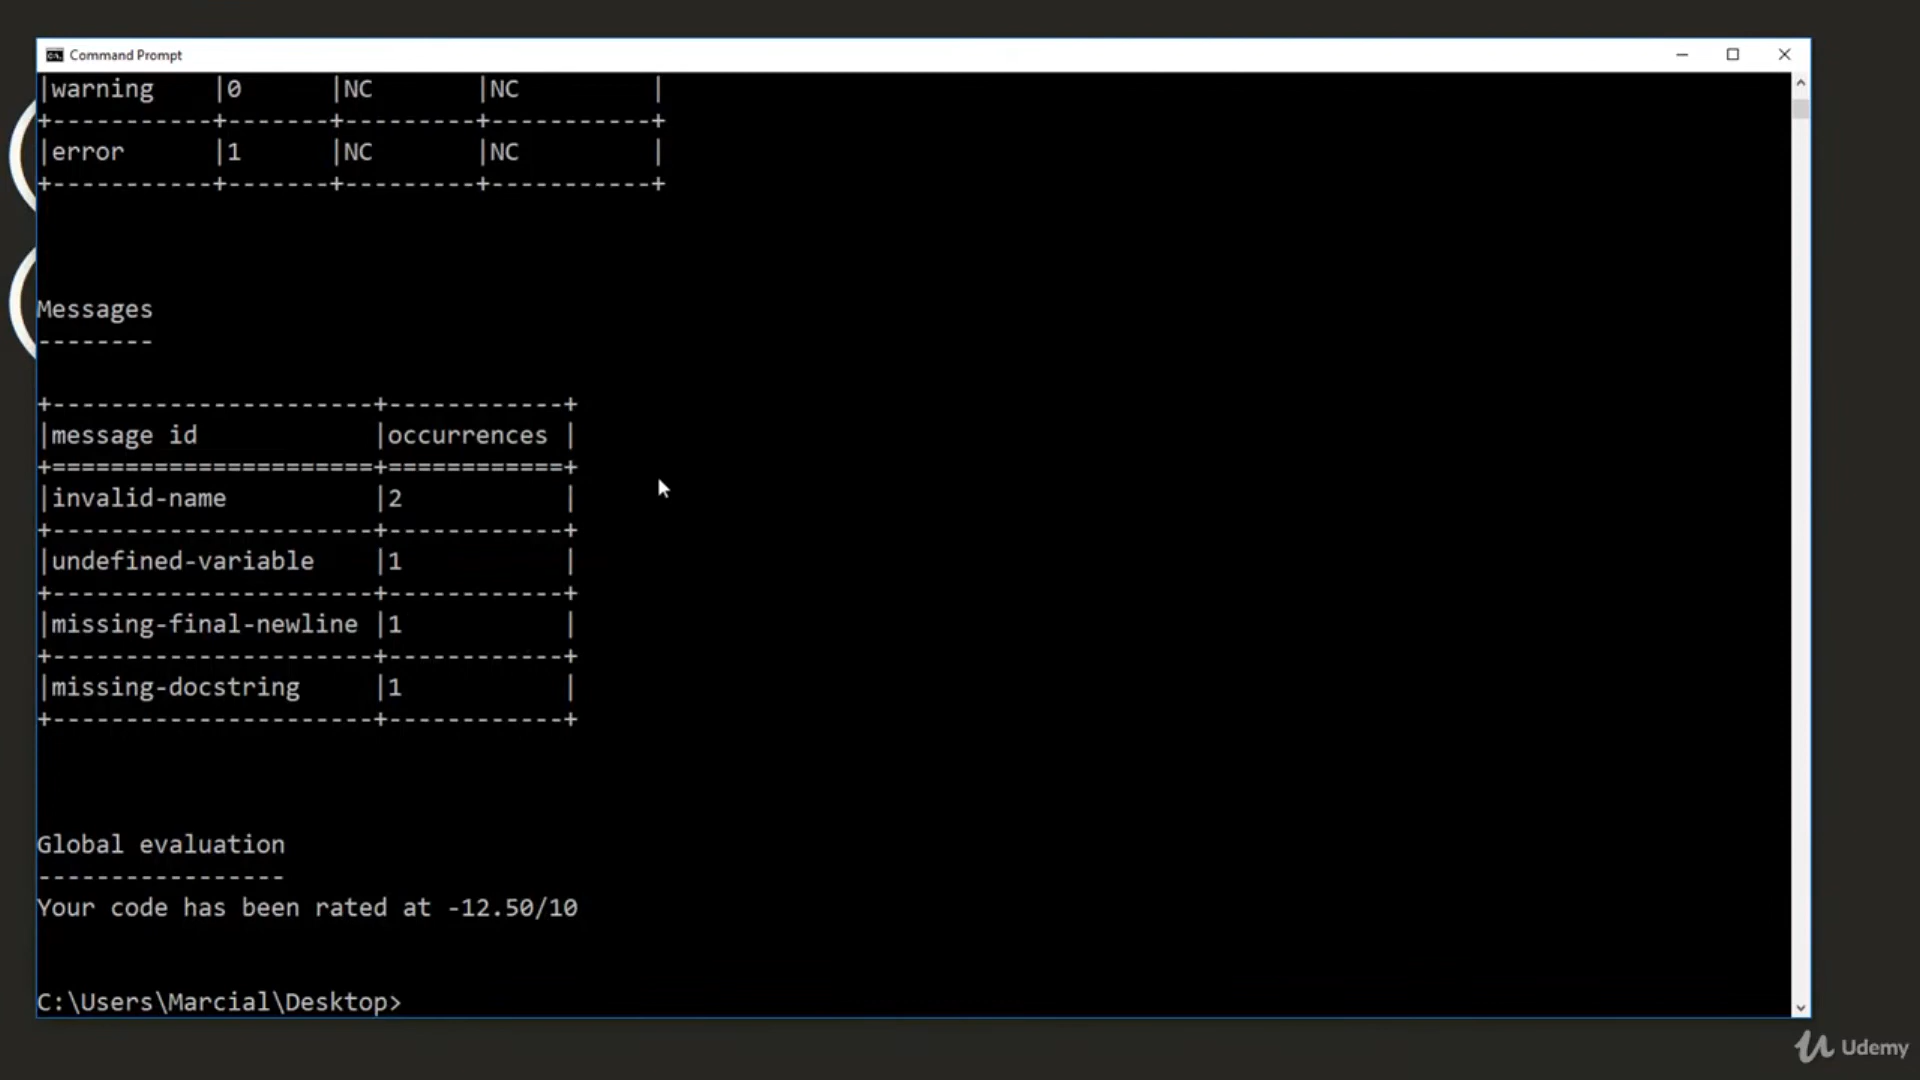 Command Prompt
|warning    |0      |NC       |NC         |
+-----------+-------+---------+-----------+
|error      |1      |NC       |NC         |
+-----------+-------+---------+-----------+
Messages
--------
+----------------------+------------+
|message id            |occurrences |
+======================+============+
|invalid-name          |2           |
+----------------------+------------+
|undefined-variable    |1           |
+----------------------+------------+
|missing-final-newline |1           |
+----------------------+------------+
|missing-docstring     |1           |
+----------------------+------------+
Global evaluation
-----------------
Your code has been rated at -12.50/10
C:\Users\Marcial\Desktop>
Udemy